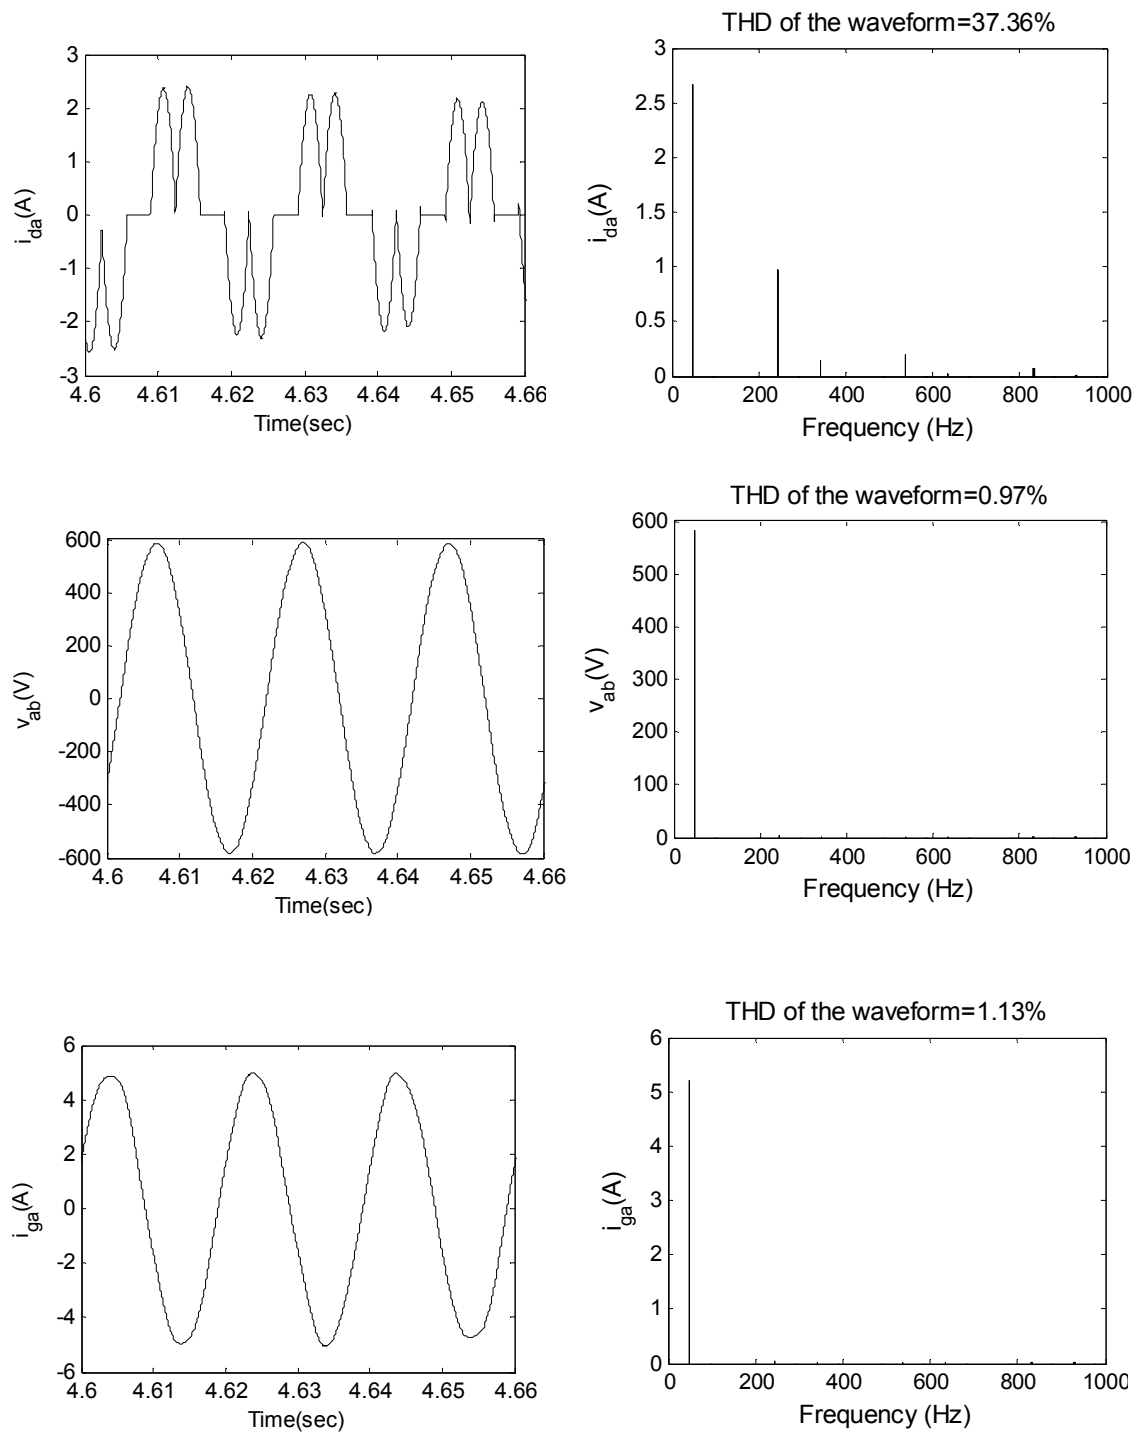 THD of the waveform=37.36%
3
2
1
0
-1
-2
-3
i_da(A)
4.6 4.61 4.62 4.63 4.64 4.65 4.66
Time(sec)
3
2.5
2
1.5
1
0.5
0
i_da(A)
0 200 400 600 800 1000
Frequency (Hz)
THD of the waveform=0.97%
600
400
200
0
-200
-400
-600
v_ab(V)
4.6 4.61 4.62 4.63 4.64 4.65 4.66
Time(sec)
600
500
400
300
200
100
0
v_ab(V)
0 200 400 600 800 1000
Frequency (Hz)
THD of the waveform=1.13%
6
4
2
0
-2
-4
-6
i_ga(A)
4.6 4.61 4.62 4.63 4.64 4.65 4.66
Time(sec)
6
5
4
3
2
1
0
i_ga(A)
0 200 400 600 800 1000
Frequency (Hz)